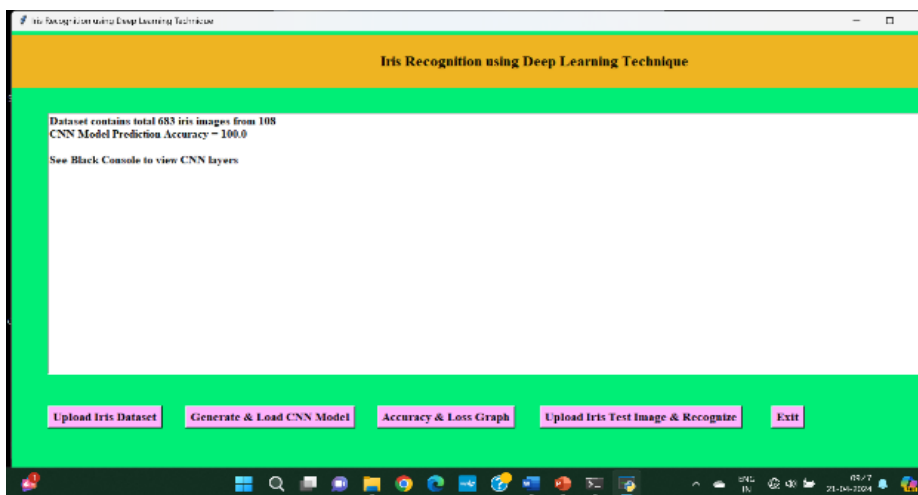 Iris Recognition using Deep Learning Technique
Iris Recognition using Deep Learning Technique
Dataset contains total 683 iris images from 108
CNN Model Prediction Accuracy = 100.0
See Black Console to view CNN layers
Upload Iris Dataset
Generate & Load CNN Model
Accuracy & Loss Graph
Upload Iris Test Image & Recognize
Exit
ENG
IN
09:27
21-04-2024